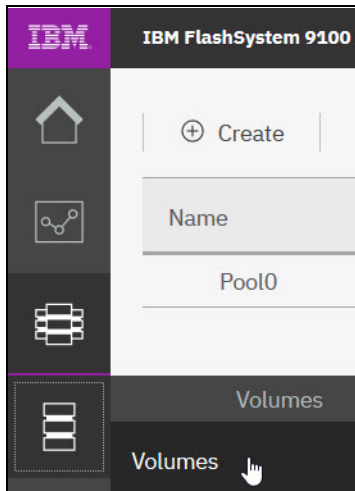 IBM
IBM FlashSystem 9100
Create
Name
Pool0
Volumes
Volumes